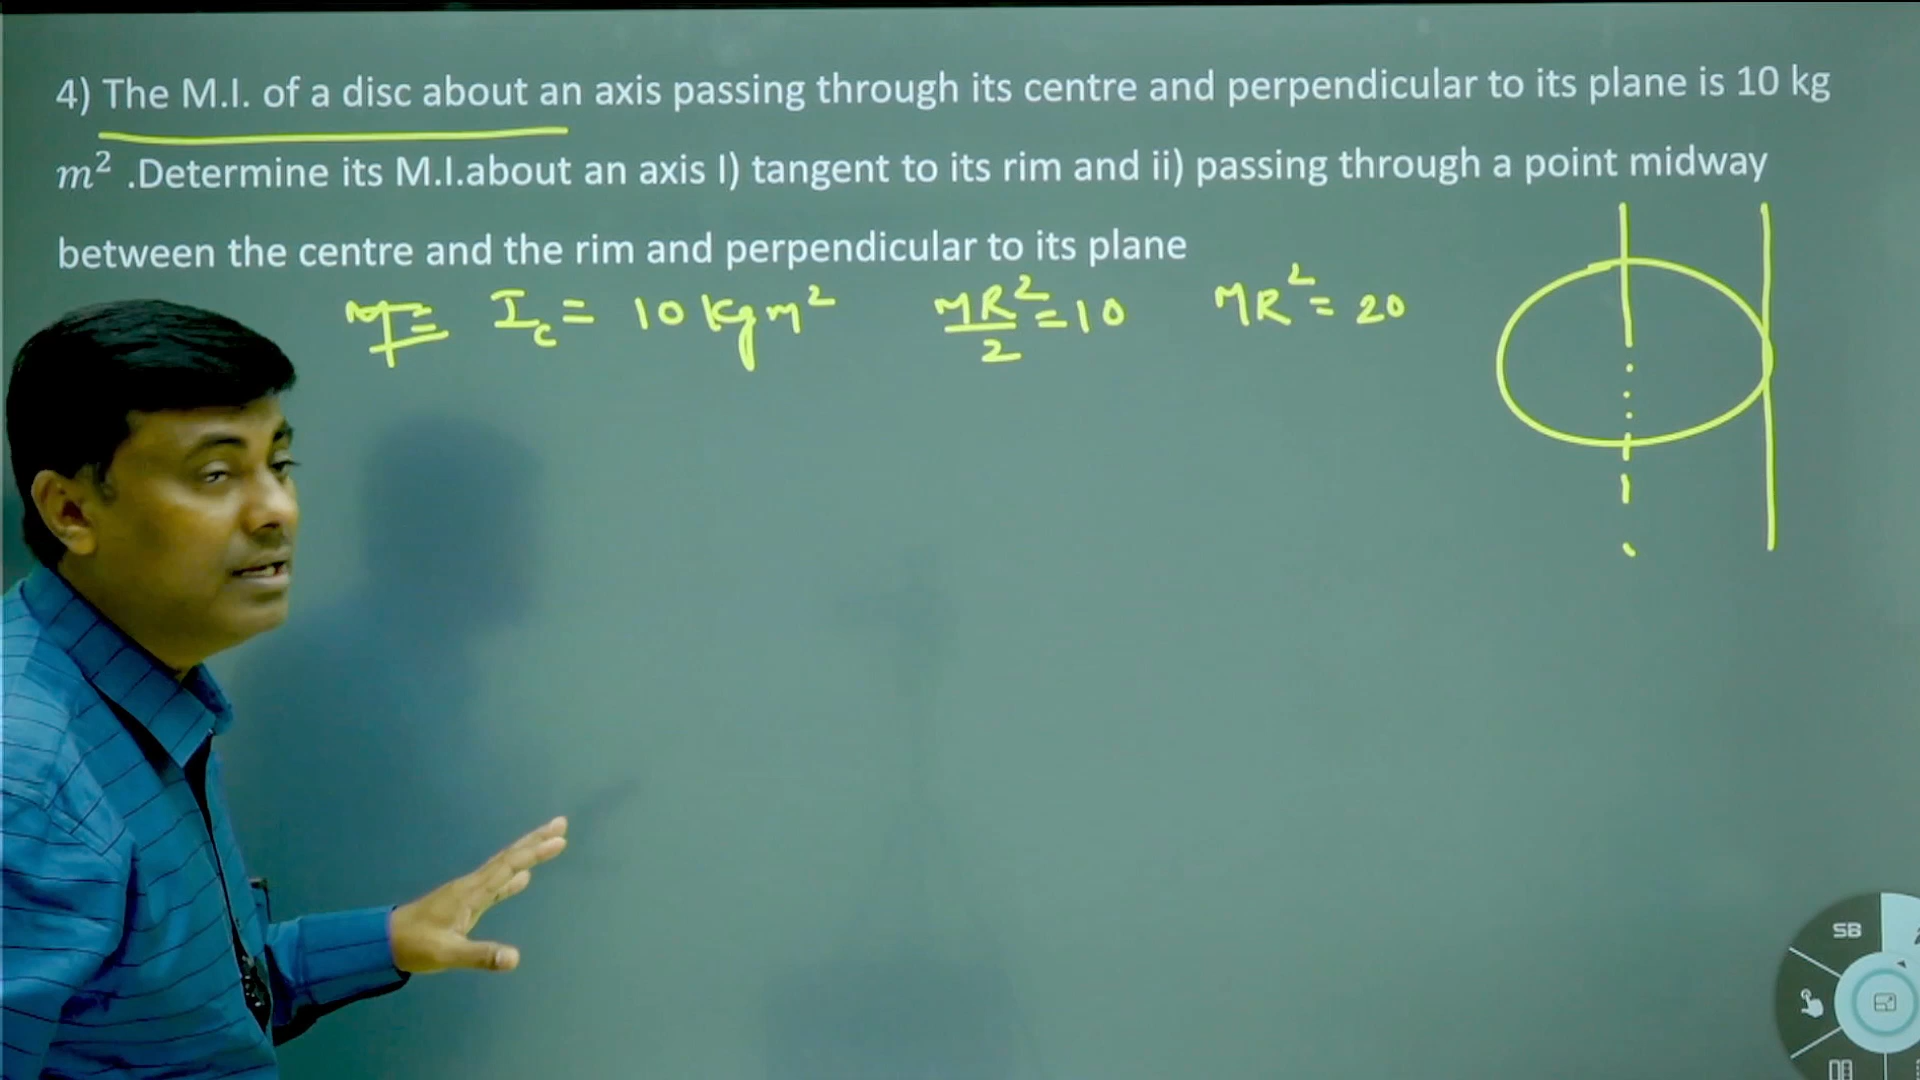 4) The M.I. of a disc about an axis passing through its centre and perpendicular to its plane is 10 kg
m² .Determine its M.I.about an axis I) tangent to its rim and ii) passing through a point midway
between the centre and the rim and perpendicular to its plane
I_c = 10 kg m² MR²/2 = 10 MR² = 20
SB